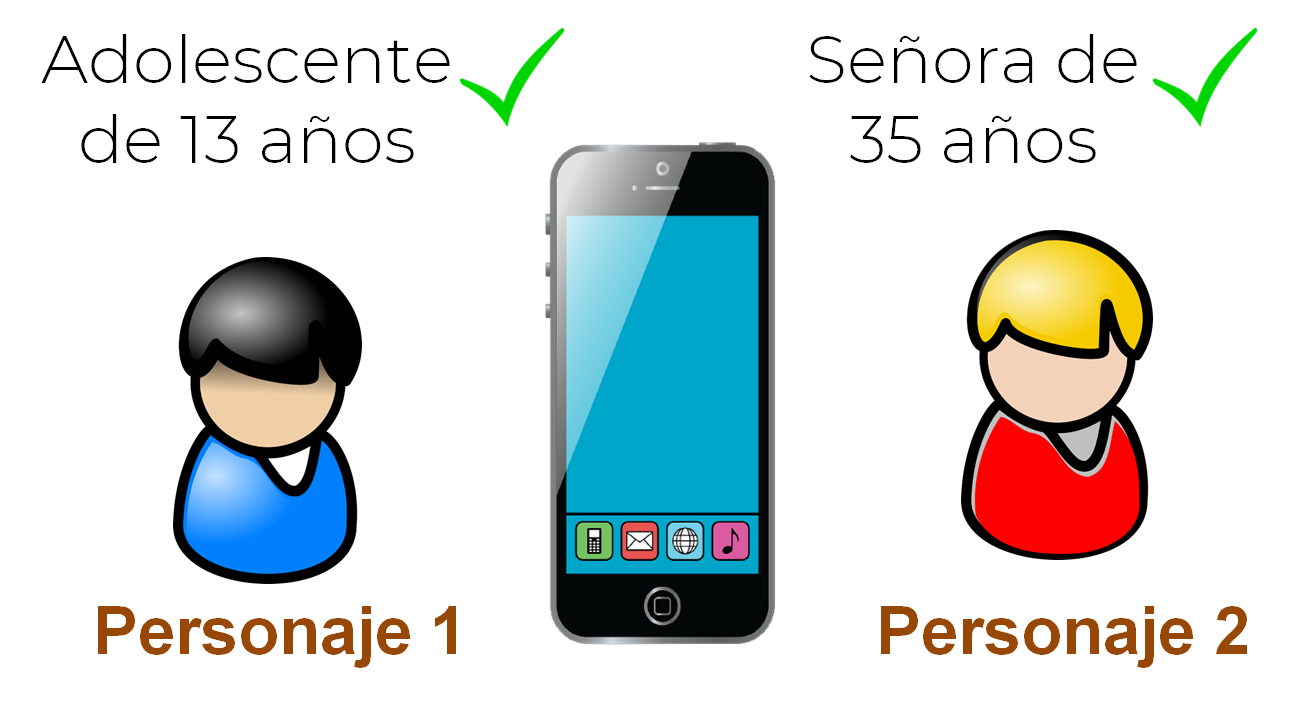 Adolescente
de 13 años
Señora de
35 años
Personaje 1
Personaje 2